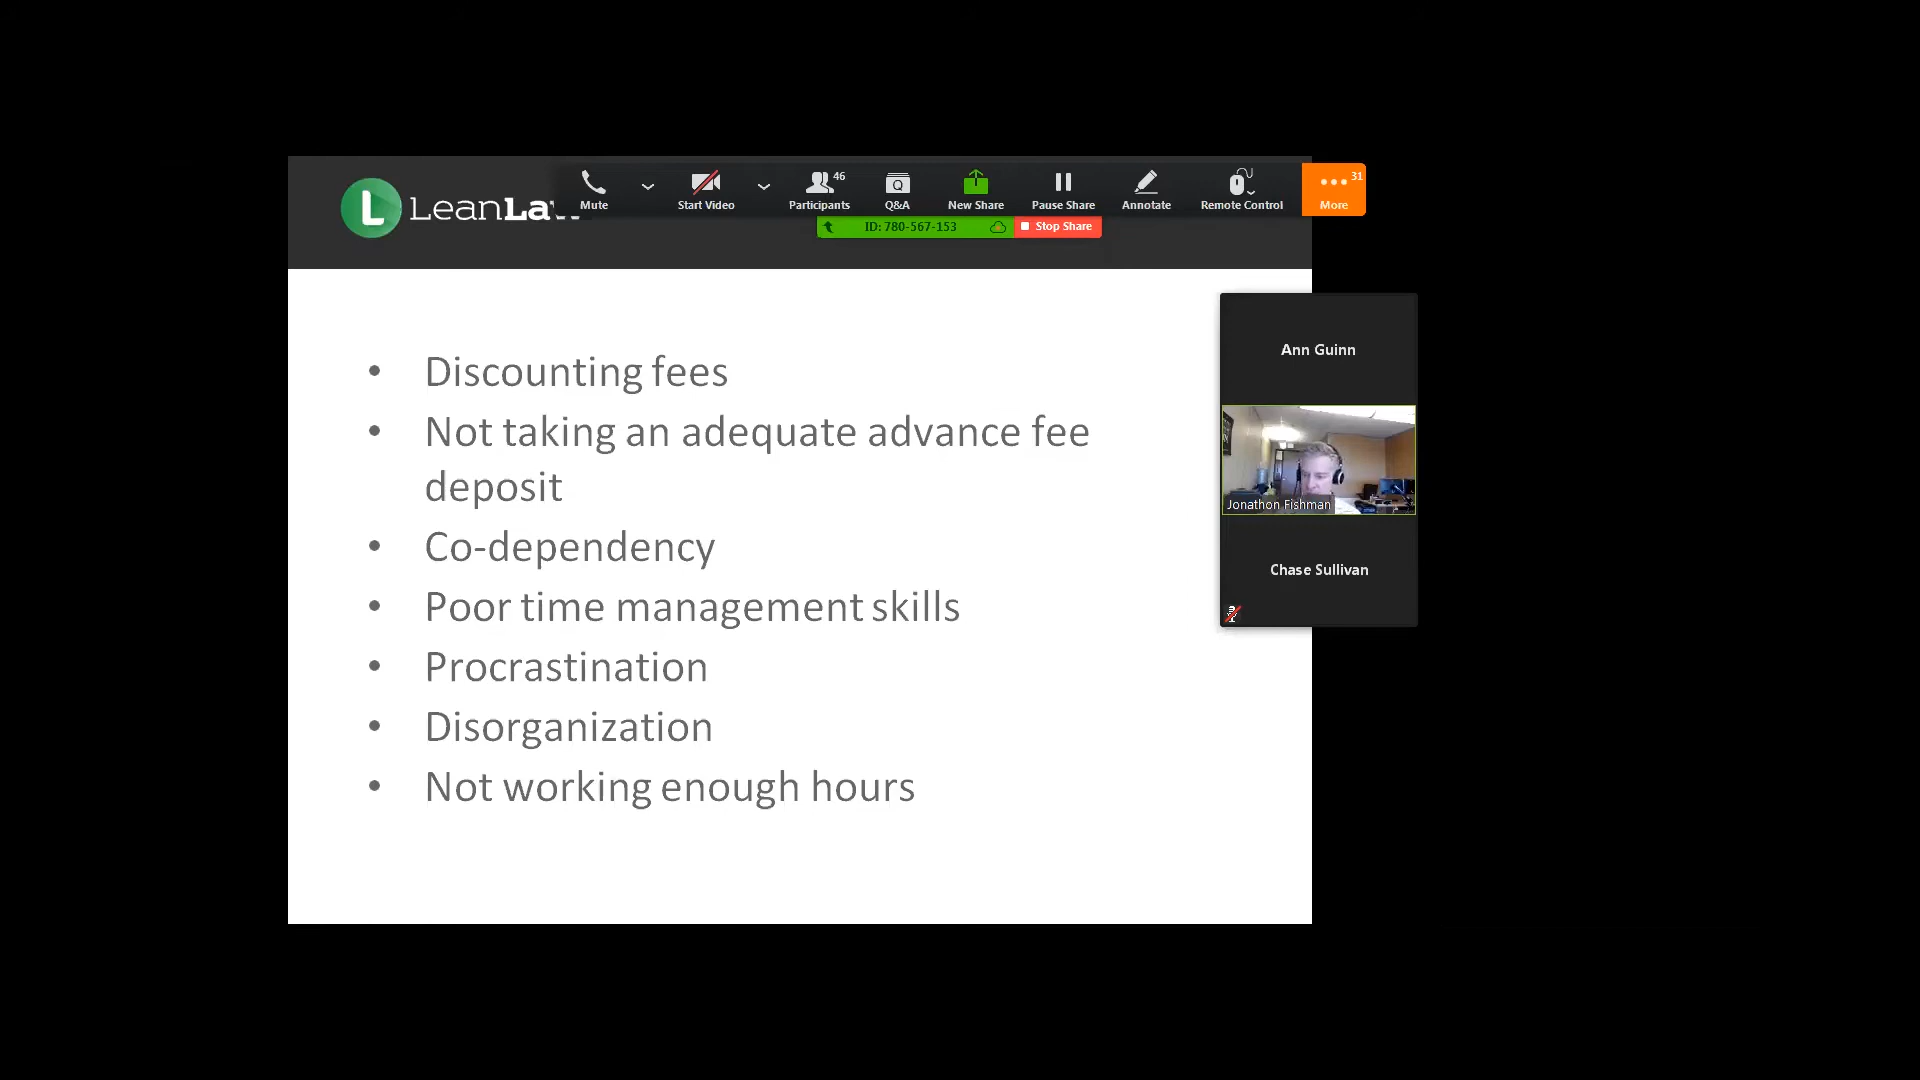 LeanLaw
Mute
Start Video
Participants
46
Q&A
New Share
Pause Share
Annotate
Remote Control
31
More
ID: 780-567-153
Stop Share
• Discounting fees
• Not taking an adequate advance fee
deposit
• Co-dependency
• Poor time management skills
• Procrastination
• Disorganization
• Not working enough hours
Ann Guinn
Jonathon Fishman
Chase Sullivan